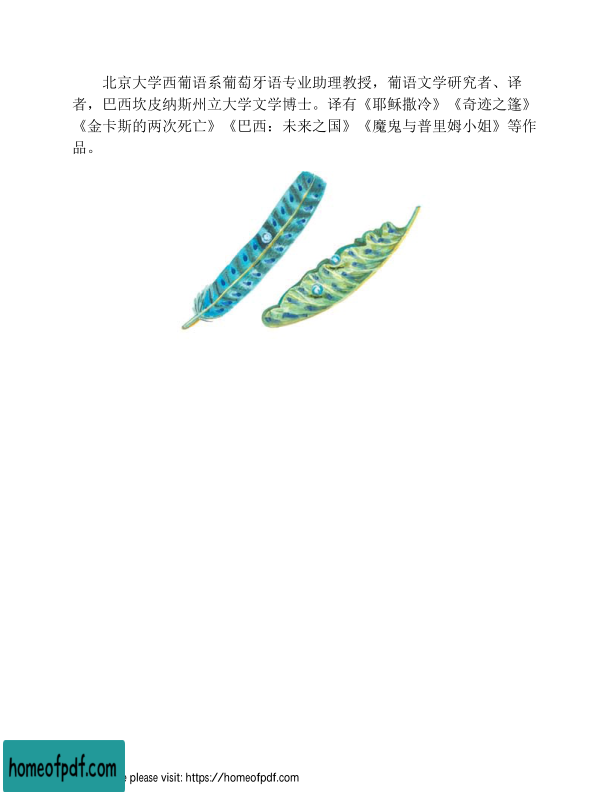 北京大学西葡语系葡萄牙语专业助理教授，葡语文学研究者、译
者，巴西坎皮纳斯州立大学文学博士。译有《耶稣撒冷》《奇迹之篷》
《金卡斯的两次死亡》《巴西：未来之国》《魔鬼与普里姆小姐》等作
品。
homeofpdf.com
e please visit: https://homeofpdf.com